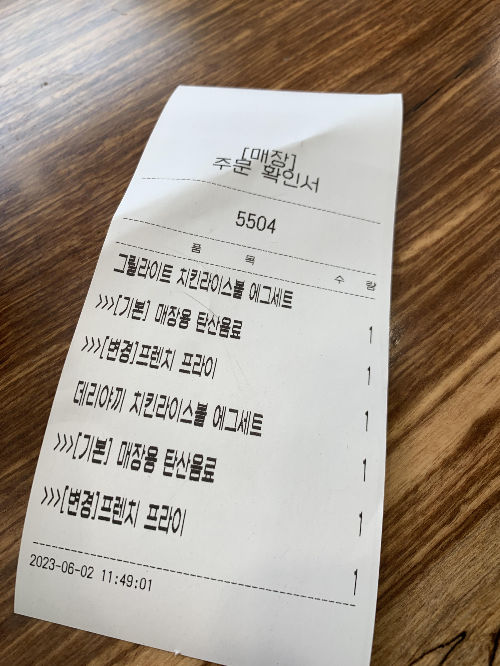 [매장]
주문 확인서
5504
품 목 수 량
그릴라이트 치킨라이스볼 에그세트 1
>>>[기본] 매장용 탄산음료 1
>>>[변경]프렌치 프라이 1
데리야끼 치킨라이스볼 에그세트 1
>>>[기본] 매장용 탄산음료 1
>>>[변경]프렌치 프라이 1
2023-06-02 11:49:01